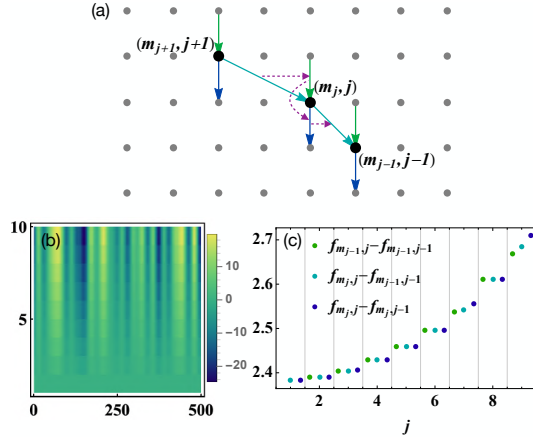 (a)
(m_{j+1}, j+1)
(m_j, j)
(m_{j-1}, j-1)
(b)
10
5
0
250
500
20
10
0
−10
−20
(c)
2.7
2.6
2.5
2.4
f_{m_{j-1},j}−f_{m_{j-1},j-1}
f_{m_j,j}−f_{m_{j-1},j-1}
f_{m_j,j}−f_{m_j,j-1}
2
4
6
8
j